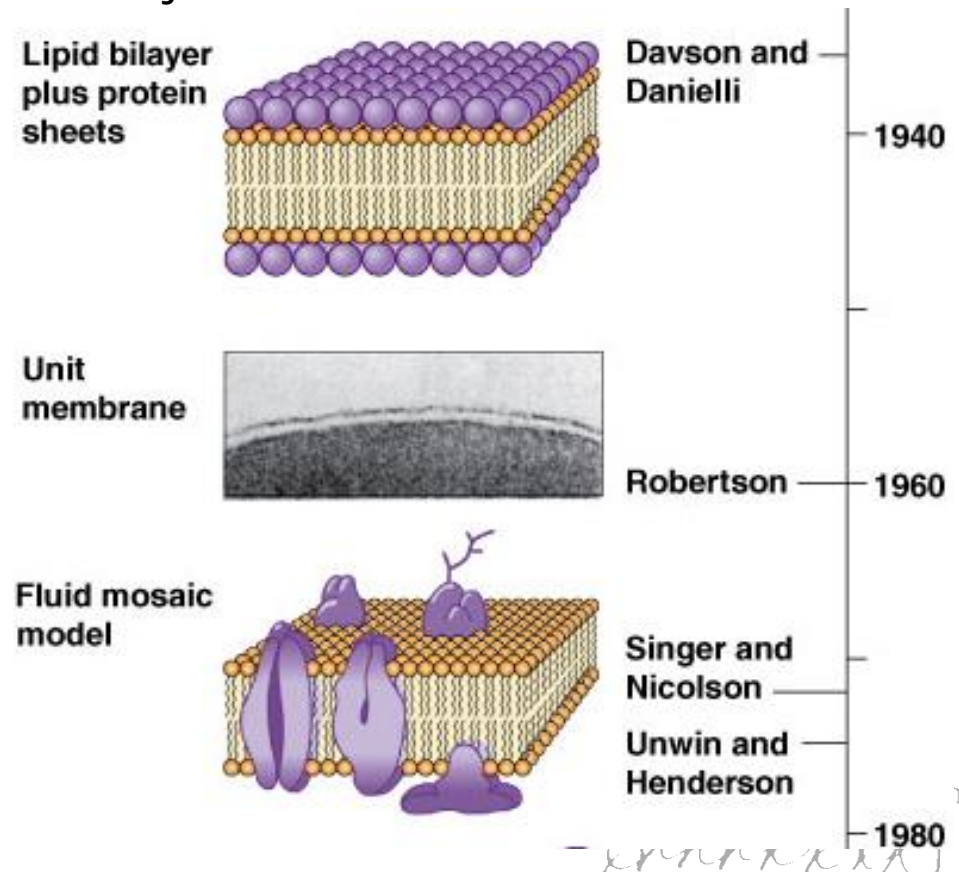 Lipid bilayer
plus protein
sheets
Davson and
Danielli
1940
Unit
membrane
Robertson
1960
Fluid mosaic
model
Singer and
Nicolson
Unwin and
Henderson
1980